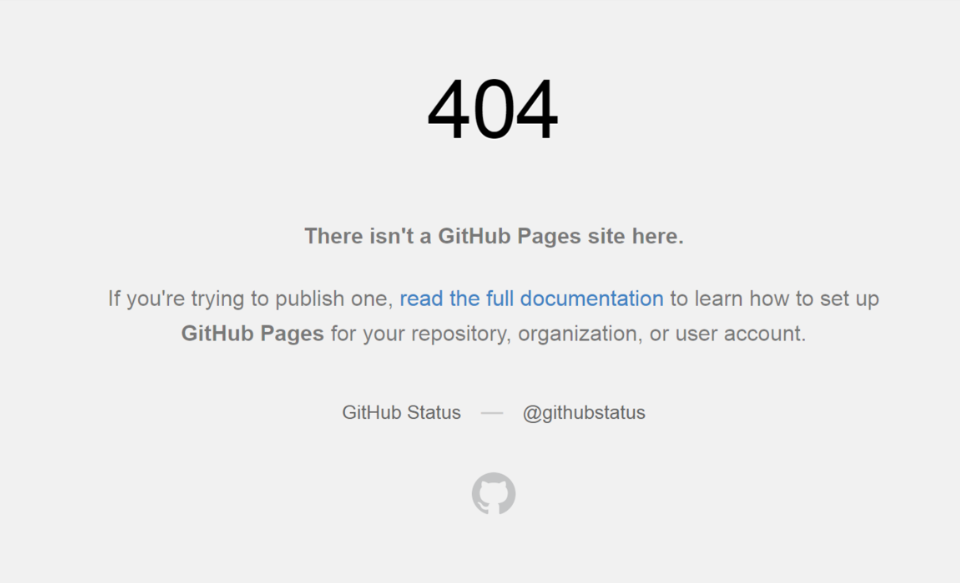 404
There isn't a GitHub Pages site here.
If you're trying to publish one, read the full documentation to learn how to set up
GitHub Pages for your repository, organization, or user account.
GitHub Status — @githubstatus